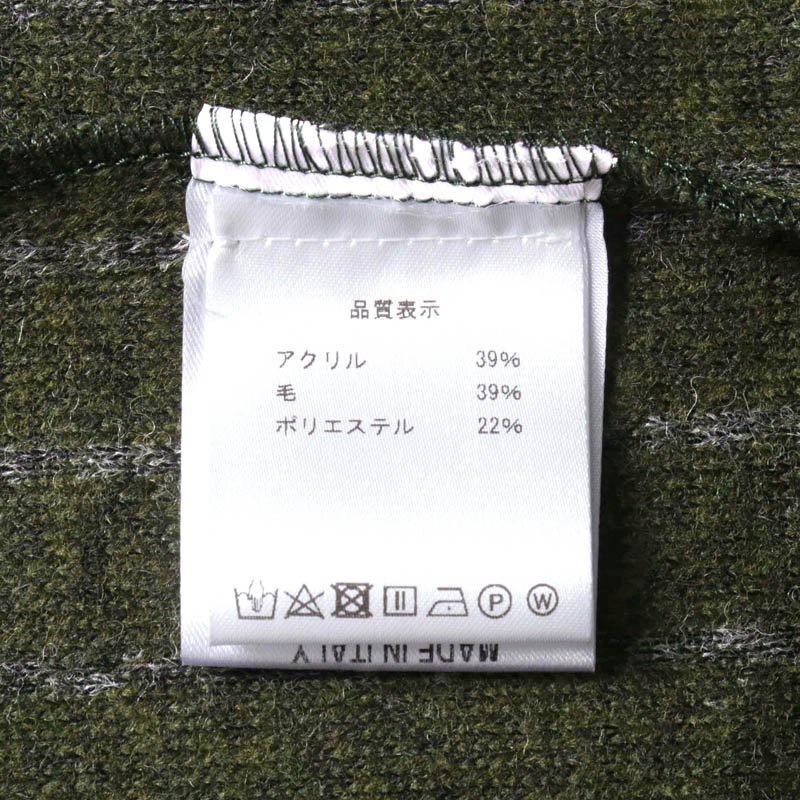 品質表示
アクリル 39%
毛 39%
ポリエステル 22%
P W
MADE IN ITALY